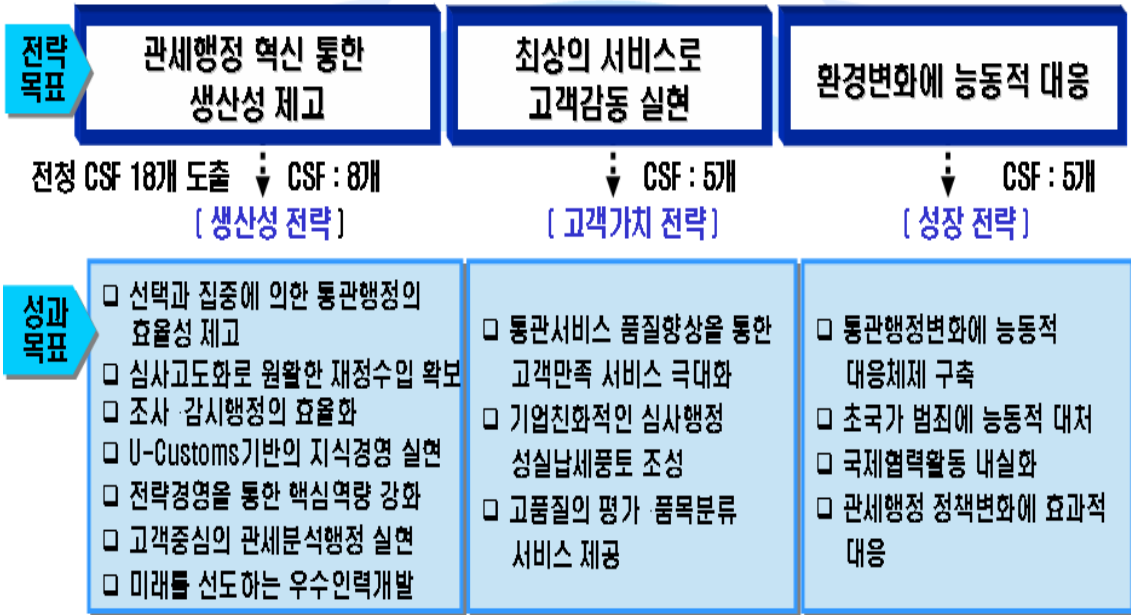 전략
목표
관세행정 혁신 통한
생산성 제고
최상의 서비스로
고객감동 실현
환경변화에 능동적 대응
전청 CSF 18개 도출
CSF : 8개
CSF : 5개
CSF : 5개
( 생산성 전략 )
( 고객가치 전략 )
( 성장 전략 )
성과
목표
❑ 선택과 집중에 의한 통관행정의
효율성 제고
❑ 심사고도화로 원활한 재정수입 확보
❑ 조사·감시행정의 효율화
❑ U-Customs기반의 지식경영 실현
❑ 전략경영을 통한 핵심역량 강화
❑ 고객중심의 관세분석행정 실현
❑ 미래를 선도하는 우수인력개발
❑ 통관서비스 품질향상을 통한
고객만족 서비스 극대화
❑ 기업친화적인 심사행정
성실납세풍토 조성
❑ 고품질의 평가·품목분류
서비스 제공
❑ 통관행정변화에 능동적
대응체제 구축
❑ 초국가 범죄에 능동적 대처
❑ 국제협력활동 내실화
❑ 관세행정 정책변화에 효과적
대응